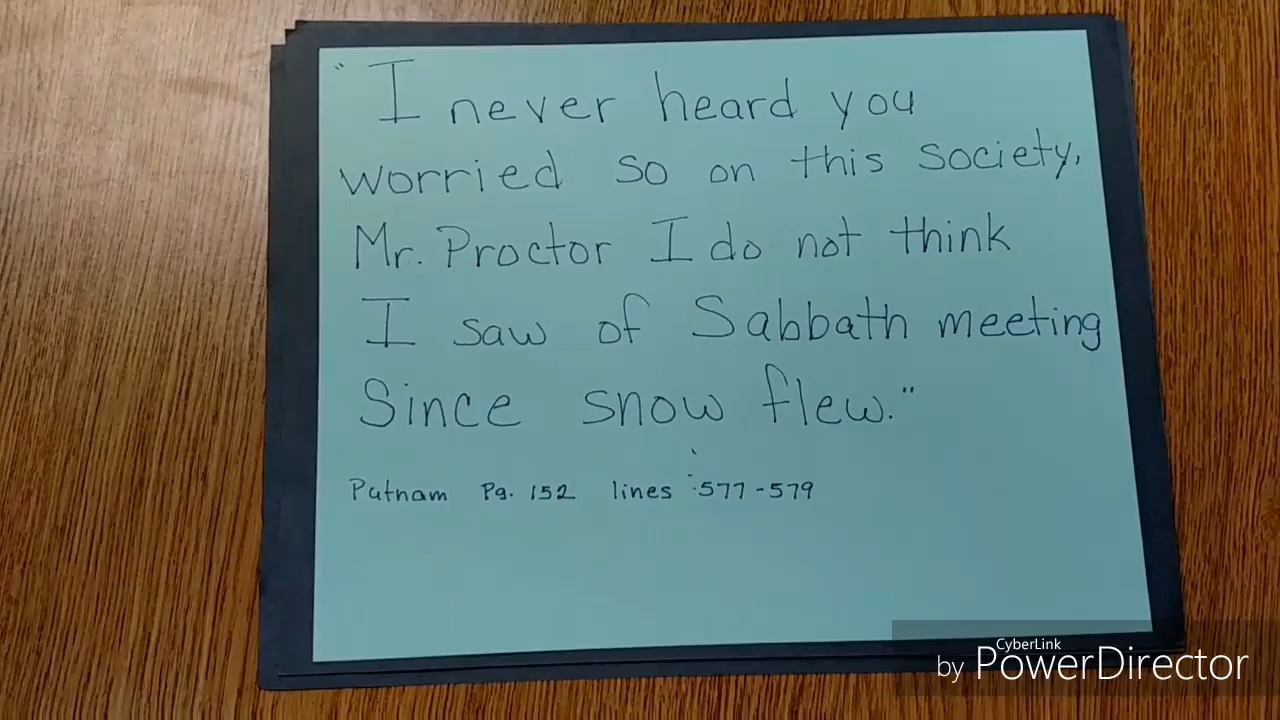 "I never heard you
worried so on this society,
Mr. Proctor I do not think
I saw of Sabbath meeting
Since snow flew."
Putnam Pg. 152 lines 577-579
CyberLink
by PowerDirector